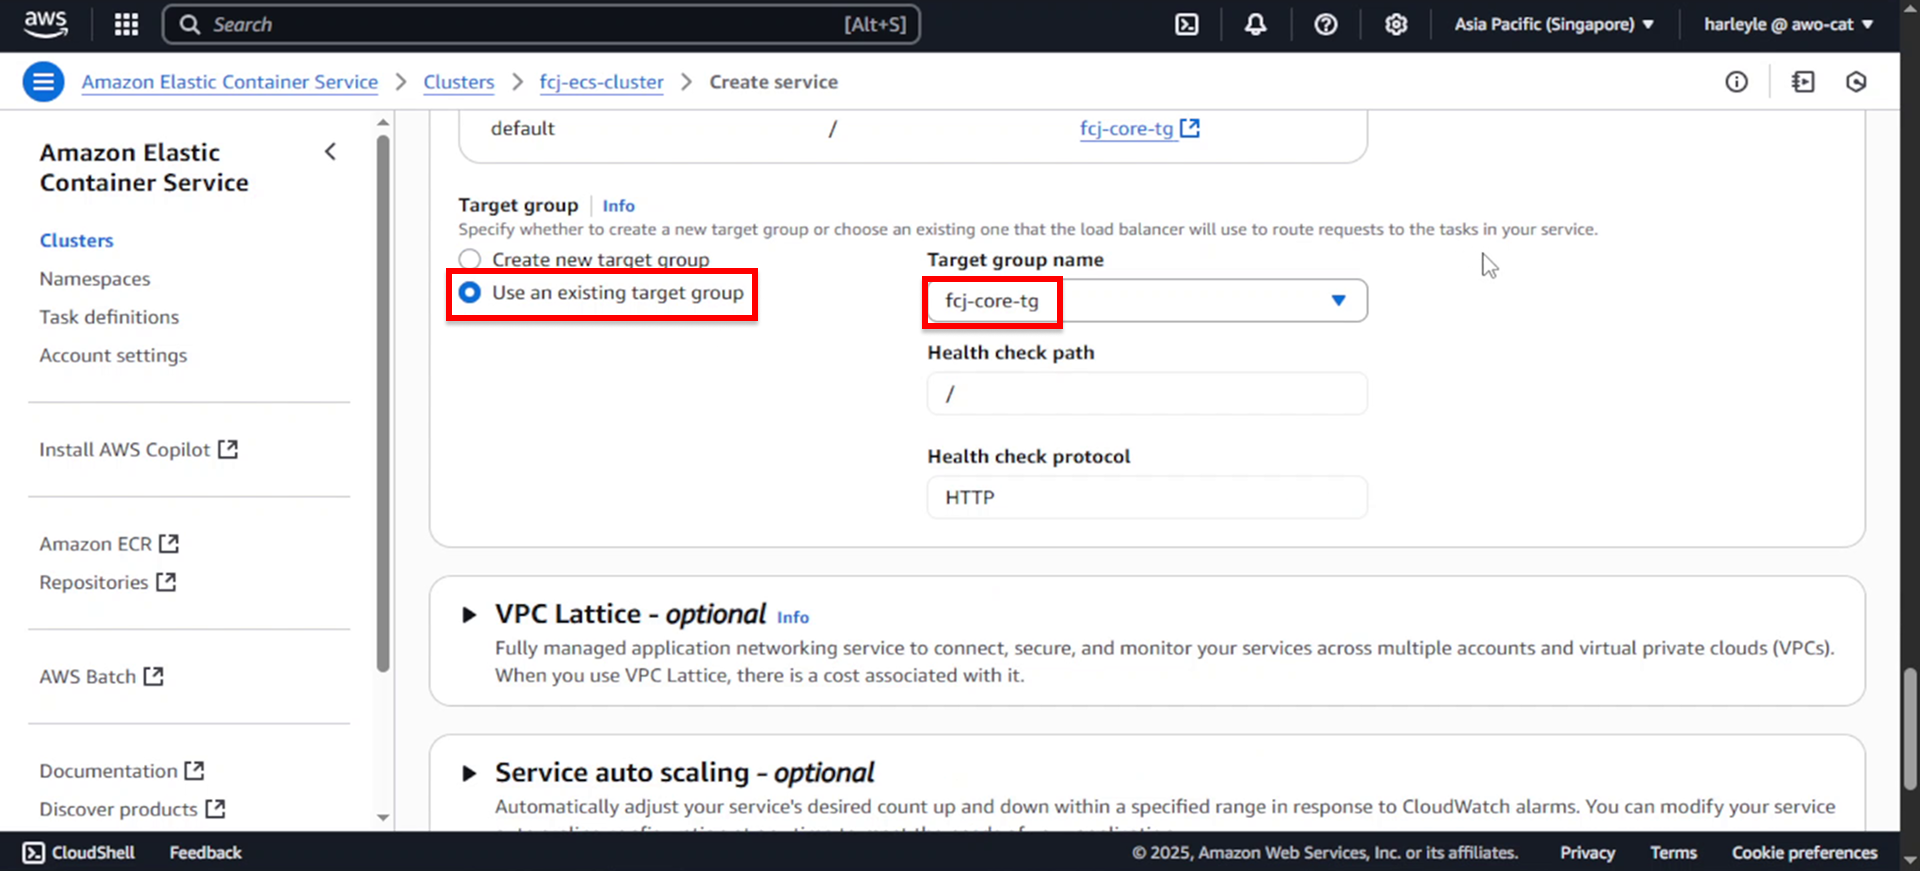 aws
Search
[Alt+S]
Asia Pacific (Singapore)
harleyle @ awo-cat
Amazon Elastic Container Service
Clusters
fcj-ecs-cluster
Create service
Amazon Elastic
Container Service
Clusters
Namespaces
Task definitions
Account settings
Install AWS Copilot
Amazon ECR
Repositories
AWS Batch
Documentation
Discover products
default
/
fcj-core-tg
Target group
Info
Specify whether to create a new target group or choose an existing one that the load balancer will use to route requests to the tasks in your service.
Create new target group
Use an existing target group
Target group name
fcj-core-tg
Health check path
/
Health check protocol
HTTP
VPC Lattice - optional Info
Fully managed application networking service to connect, secure, and monitor your services across multiple accounts and virtual private clouds (VPCs).
When you use VPC Lattice, there is a cost associated with it.
Service auto scaling - optional
Automatically adjust your service's desired count up and down within a specified range in response to CloudWatch alarms. You can modify your service
CloudShell
Feedback
© 2025, Amazon Web Services, Inc. or its affiliates.
Privacy
Terms
Cookie preferences